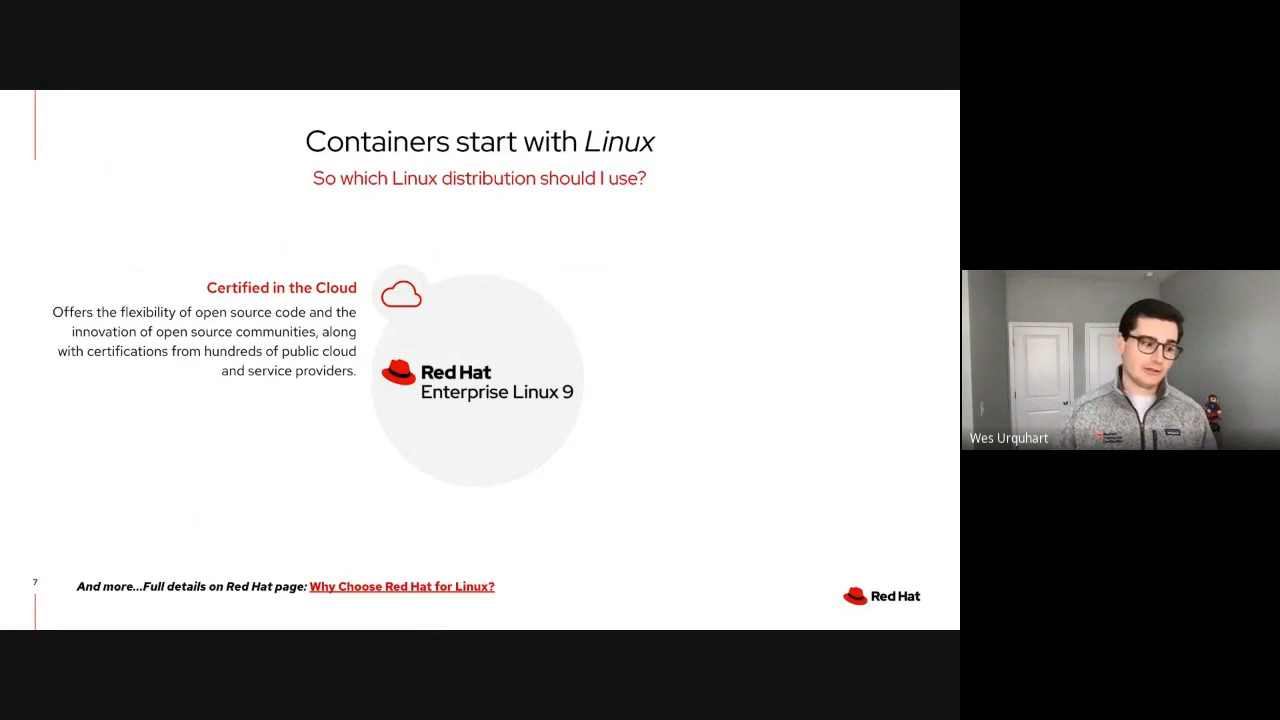 Containers start with Linux
So which Linux distribution should I use?
Certified in the Cloud
Offers the flexibility of open source code and the
innovation of open source communities, along
with certifications from hundreds of public cloud
and service providers.
Red Hat
Enterprise Linux 9
7
And more...Full details on Red Hat page: Why Choose Red Hat for Linux?
Red Hat
Wes Urquhart